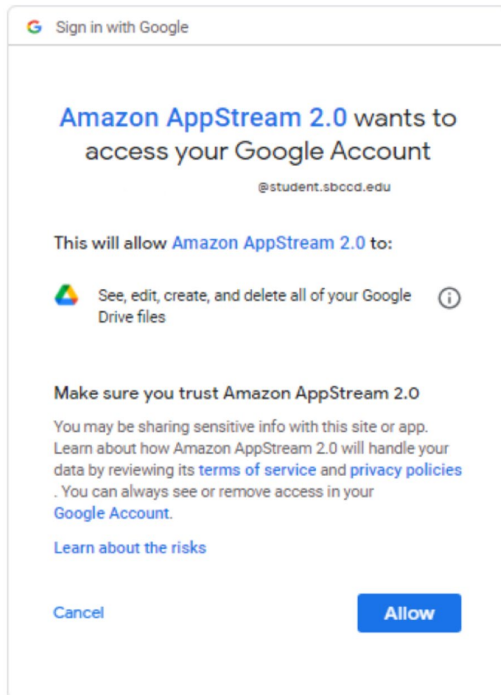 Sign in with Google
Amazon AppStream 2.0 wants to
access your Google Account
@student.sbccd.edu
This will allow Amazon AppStream 2.0 to:
See, edit, create, and delete all of your Google
Drive files
Make sure you trust Amazon AppStream 2.0
You may be sharing sensitive info with this site or app.
Learn about how Amazon AppStream 2.0 will handle your
data by reviewing its terms of service and privacy policies
. You can always see or remove access in your
Google Account.
Learn about the risks
Cancel
Allow